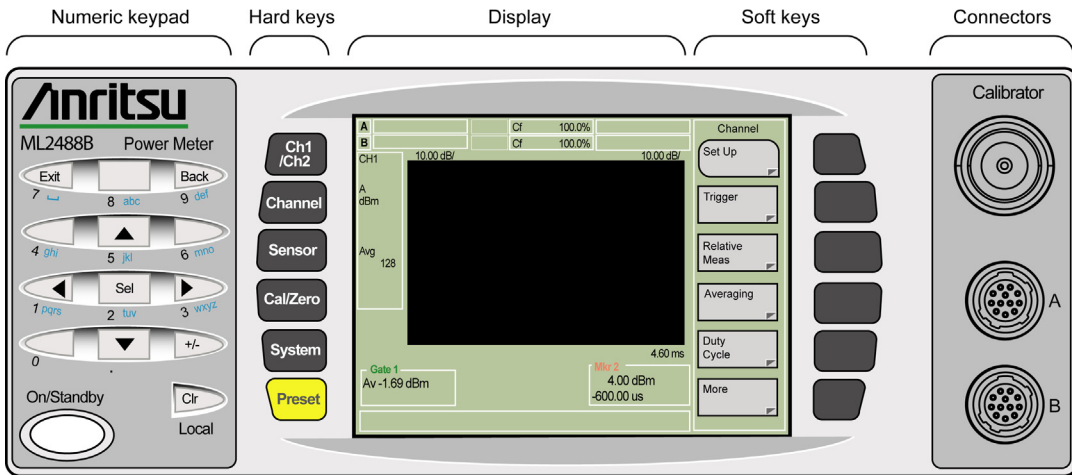 Numeric keypad
Hard keys
Display
Soft keys
Connectors
Anritsu
ML2488B Power Meter
Exit
Back
7 ⌴
8 abc
9 def
4 ghi
5 jkl
6 mno
Sel
1 pqrs
2 tuv
3 wxyz
+/-
0
.
On/Standby
Clr
Local
Ch1
/Ch2
Channel
Sensor
Cal/Zero
System
Preset
A Cf 100.0%
B Cf 100.0%
CH1 10.00 dB/ 10.00 dB/
A
dBm
Avg
128
4.60 ms
Gate 1
Av -1.69 dBm
Mkr 2
4.00 dBm
-600.00 us
Channel
Set Up
Trigger
Relative
Meas
Averaging
Duty
Cycle
More
Calibrator
A
B